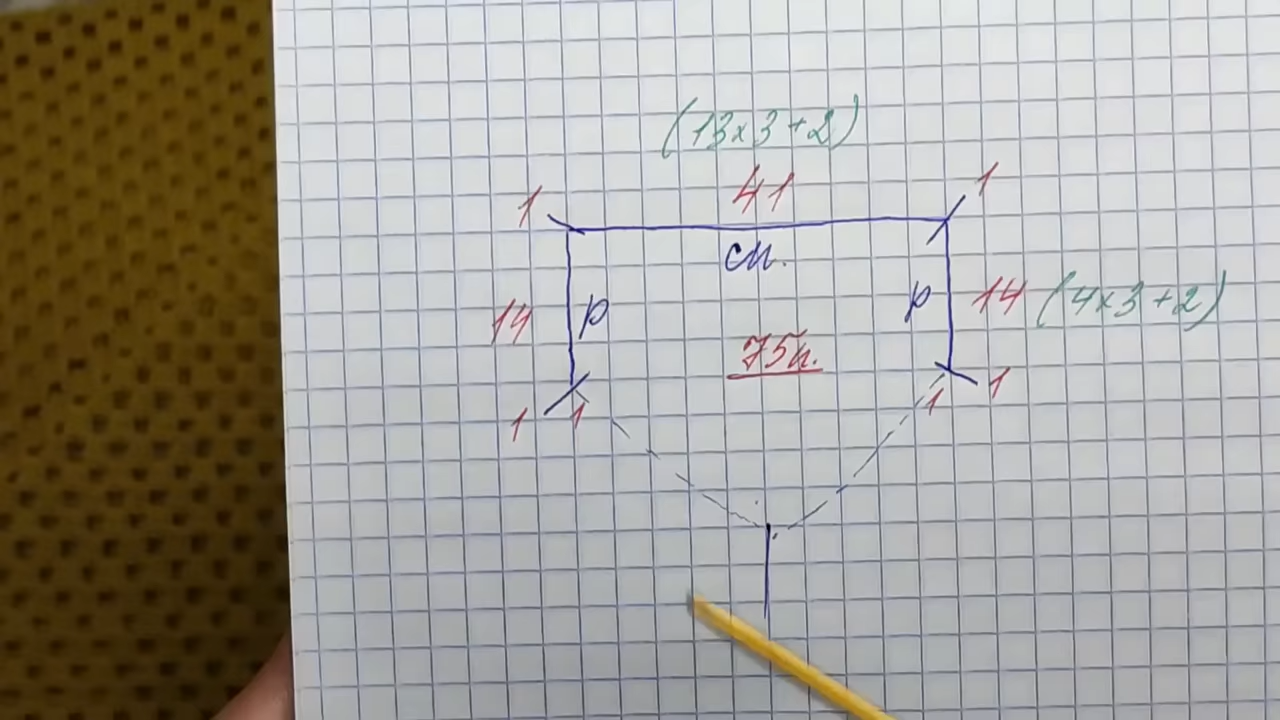 (13x3+2)
1 41 1
сп.
14 р р 14 (4x3+2)
75п.
1 1 1 1